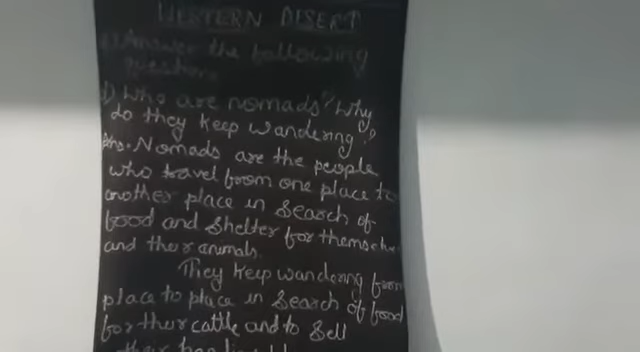 WESTERN DESERT
Answer the following
questions
1) Who are nomads? Why
do they keep wandering?
Ans. Nomads are the people
who travel from one place to
another place in search of
food and shelter for themselve
and their animals.
They keep wandering from
place to place in search of food
for their cattle and to sell
their